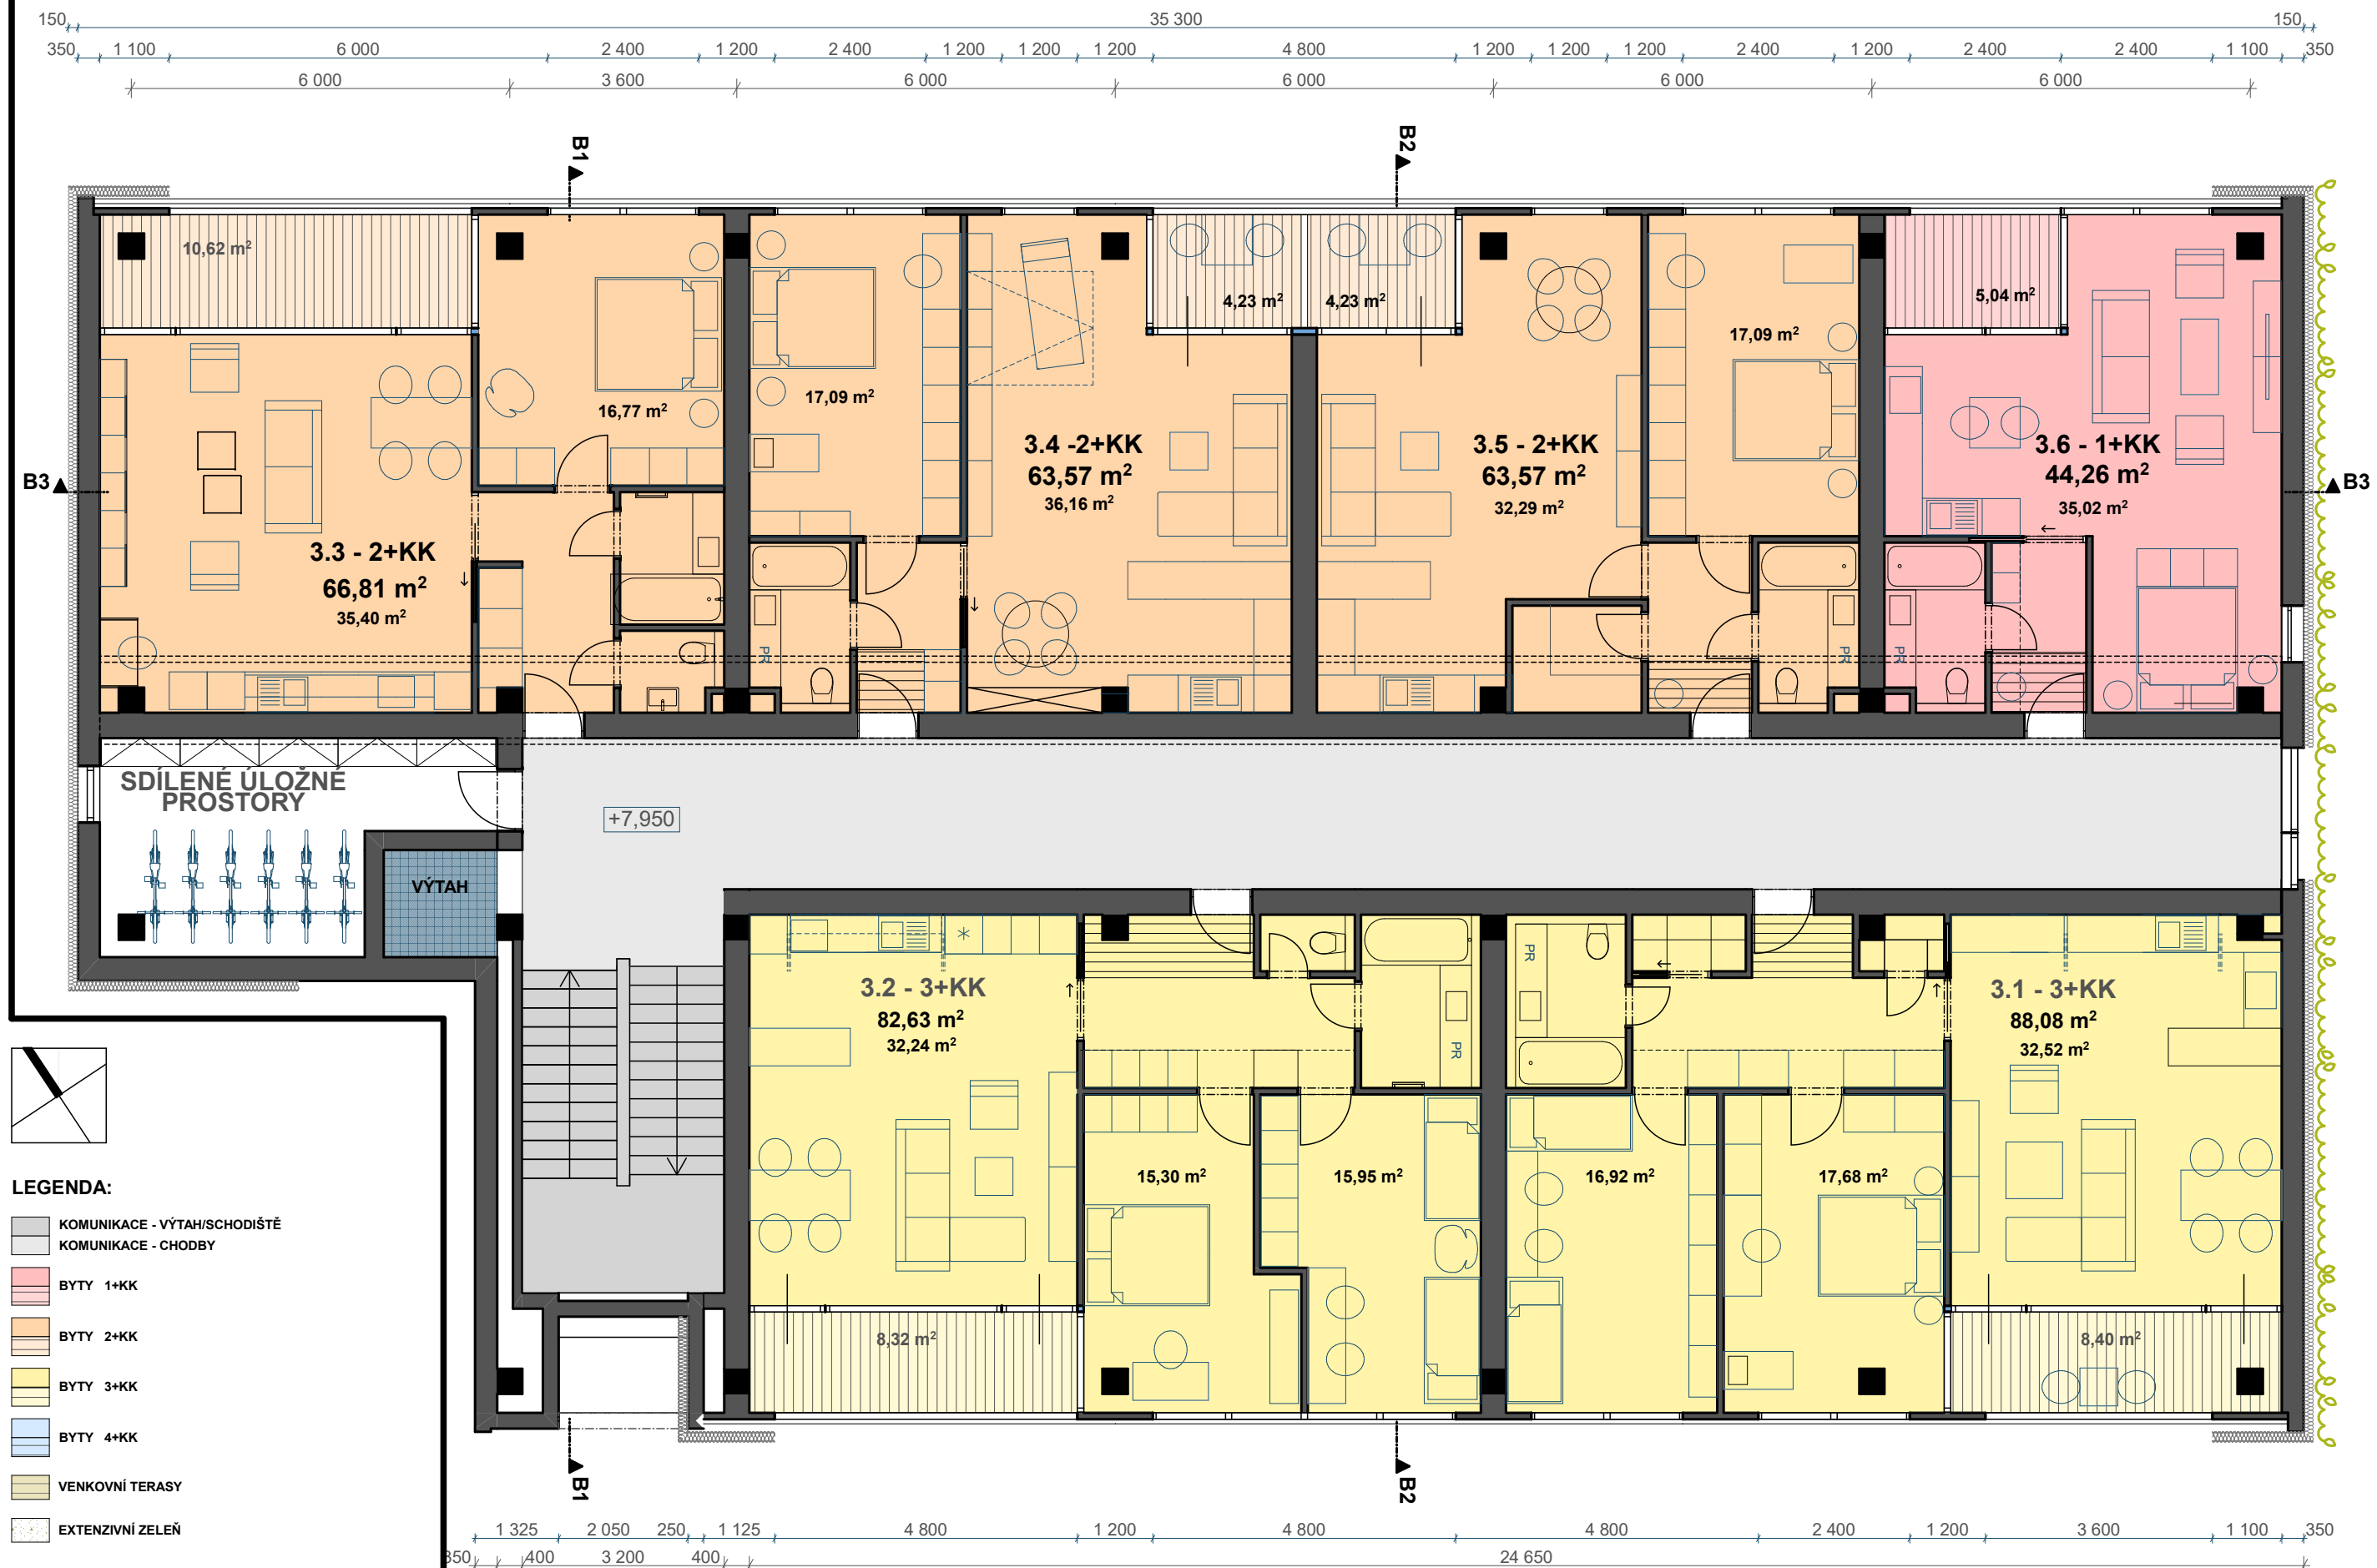 150 35 300 150
350 1 100 6 000 2 400 1 200 2 400 1 200 1 200 1 200 4 800 1 200 1 200 1 200 2 400 1 200 2 400 2 400 1 100 350
6 000 3 600 6 000 6 000 6 000 6 000
B1 B2
10,62 m²
4,23 m² 4,23 m²
5,04 m²
17,09 m²
17,09 m²
16,77 m²
3.4 -2+KK
63,57 m²
36,16 m²
3.5 - 2+KK
63,57 m²
32,29 m²
3.6 - 1+KK
44,26 m²
35,02 m²
B3 B3
3.3 - 2+KK
66,81 m²
35,40 m²
PR PR PR
SDÍLENÉ ÚLOŽNÉ
PROSTORY
+7,950
VÝTAH
3.2 - 3+KK
82,63 m²
32,24 m²
PR PR
3.1 - 3+KK
88,08 m²
32,52 m²
15,30 m² 15,95 m² 16,92 m² 17,68 m²
8,32 m² 8,40 m²
LEGENDA:
KOMUNIKACE - VÝTAH/SCHODIŠTĚ
KOMUNIKACE - CHODBY
BYTY 1+KK
BYTY 2+KK
BYTY 3+KK
BYTY 4+KK
VENKOVNÍ TERASY
EXTENZIVNÍ ZELEŇ
B1 B2
1 325 2 050 250 1 125 4 800 1 200 4 800 4 800 2 400 1 200 3 600 1 100 350
350 400 3 200 400 24 650